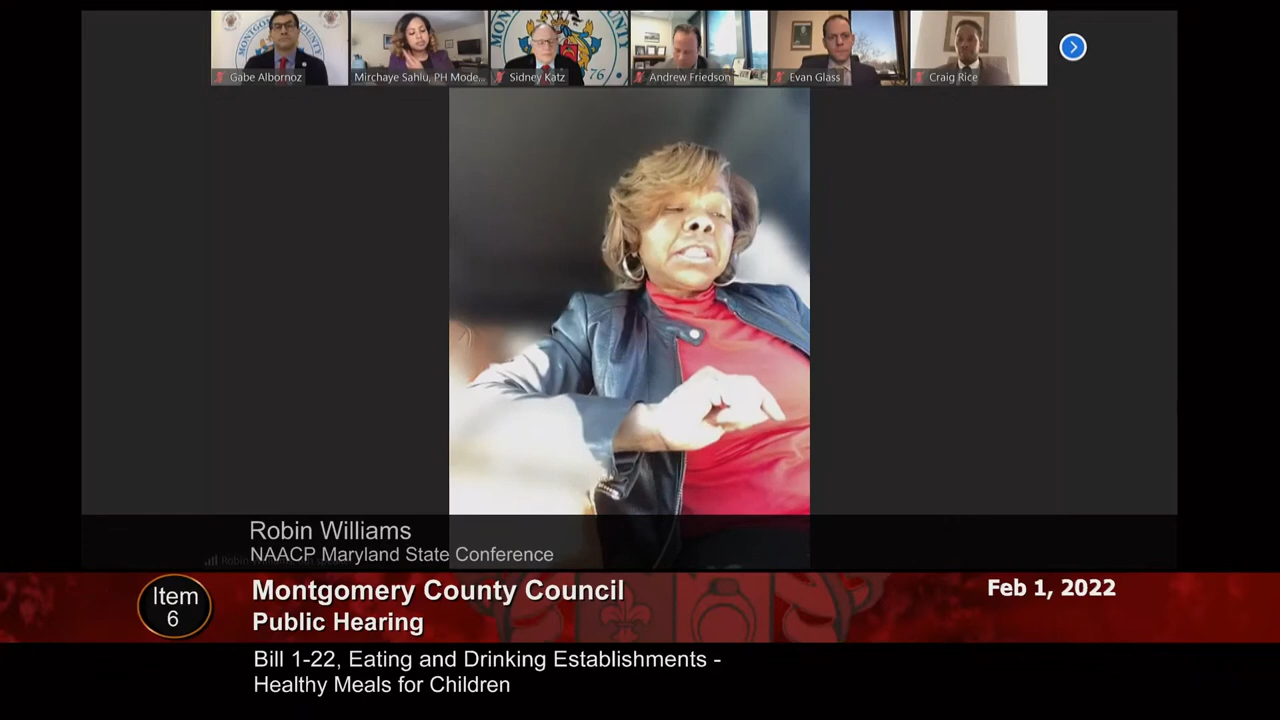 Gabe Albornoz
Mirchaye Sahlu, PH Mode...
Sidney Katz
Andrew Friedson
Evan Glass
Craig Rice
Robin Williams
NAACP Maryland State Conference
Item
6
Montgomery County Council
Public Hearing
Feb 1, 2022
Bill 1-22, Eating and Drinking Establishments -
Healthy Meals for Children